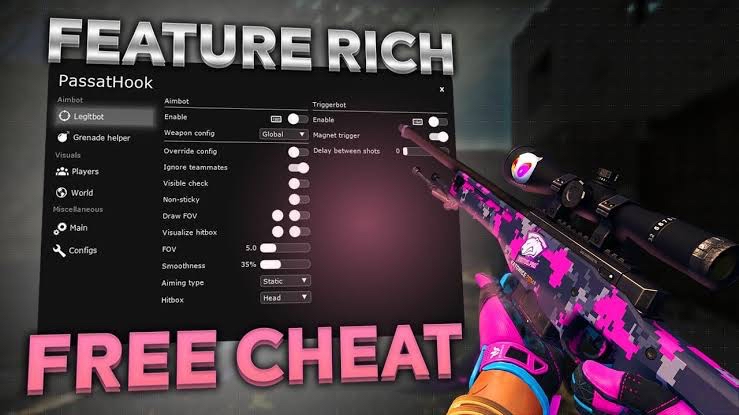 FEATURE RICH
PassatHook
x
Aimbot
Legitbot
Grenade helper
Visuals
Players
World
Miscellaneous
Main
Configs
Aimbot
Enable
Weapon config
Global
Override config
Ignore teammates
Visible check
Non-sticky
Draw FOV
Visualize hitbox
FOV
5.0
Smoothness
35%
Aiming type
Static
Hitbox
Head
Triggerbot
Enable
Magnet trigger
Delay between shots
0
FREE CHEAT